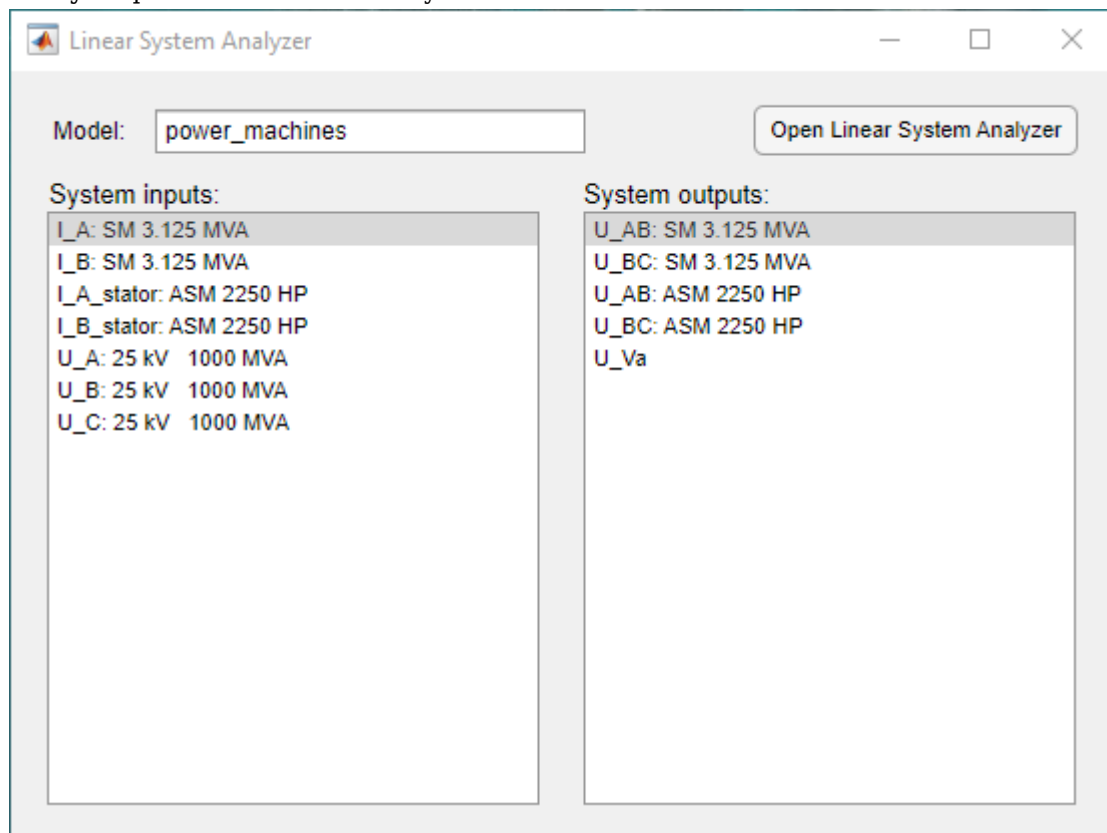 Linear System Analyzer
Model: power_machines
Open Linear System Analyzer
System inputs:
I_A: SM 3.125 MVA
I_B: SM 3.125 MVA
I_A_stator: ASM 2250 HP
I_B_stator: ASM 2250 HP
U_A: 25 kV   1000 MVA
U_B: 25 kV   1000 MVA
U_C: 25 kV   1000 MVA
System outputs:
U_AB: SM 3.125 MVA
U_BC: SM 3.125 MVA
U_AB: ASM 2250 HP
U_BC: ASM 2250 HP
U_Va